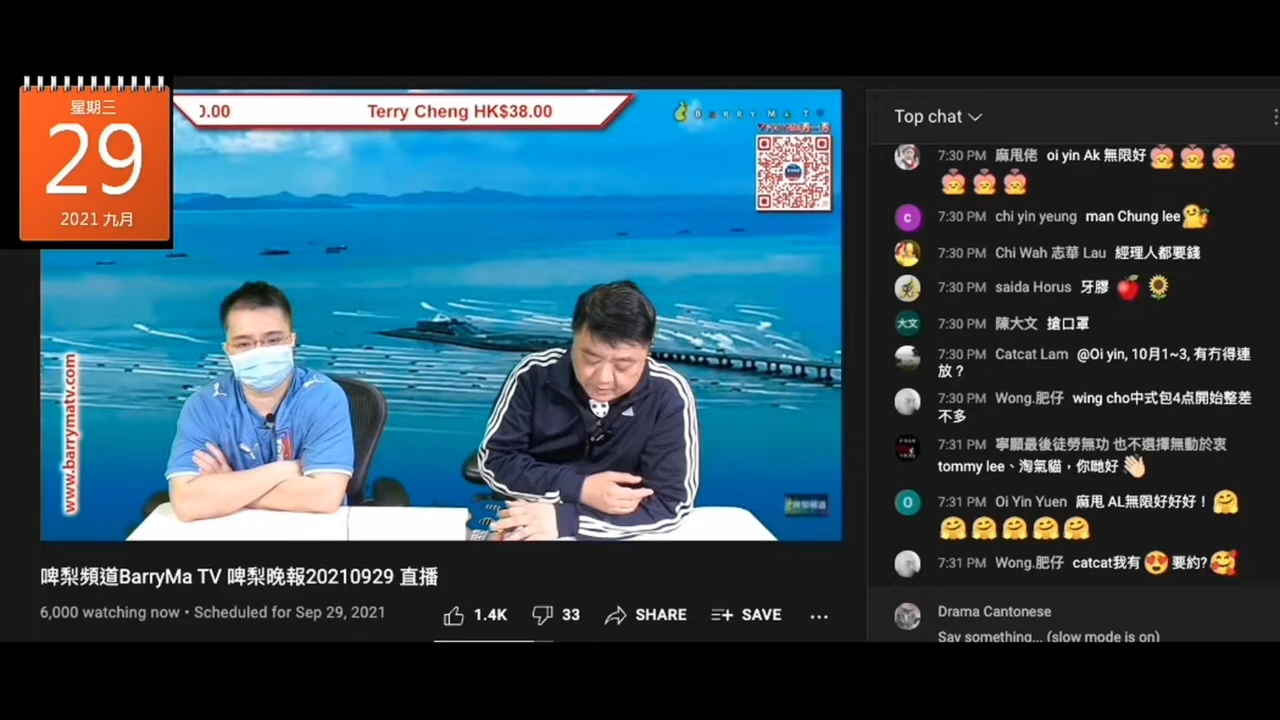 星期三
29
2021 九月
0.00 Terry Cheng HK$38.00
BARRY MA TV
www.barrymatv.com
啤梨頻道
啤梨頻道BarryMa TV 啤梨晚報20210929 直播
6,000 watching now • Scheduled for Sep 29, 2021
1.4K 33 SHARE SAVE
Top chat
7:30 PM 麻甩佬 oi yin Ak 無限好
C
7:30 PM chi yin yeung man Chung lee
7:30 PM Chi Wah 志華 Lau 經理人都要錢
7:30 PM saida Horus 牙膠
大文
7:30 PM 陳大文 搶口罩
7:30 PM Catcat Lam @Oi yin, 10月1~3, 有冇得連
放？
7:30 PM Wong.肥仔 wing cho中式包4点開始整差
不多
7:31 PM 寧願最後徒勞無功 也不選擇無動於衷
tommy lee、淘氣貓，你哋好
O
7:31 PM Oi Yin Yuen 麻甩 AL無限好好好！
7:31 PM Wong.肥仔 catcat我有 要約?
Drama Cantonese
Say something... (slow mode is on)